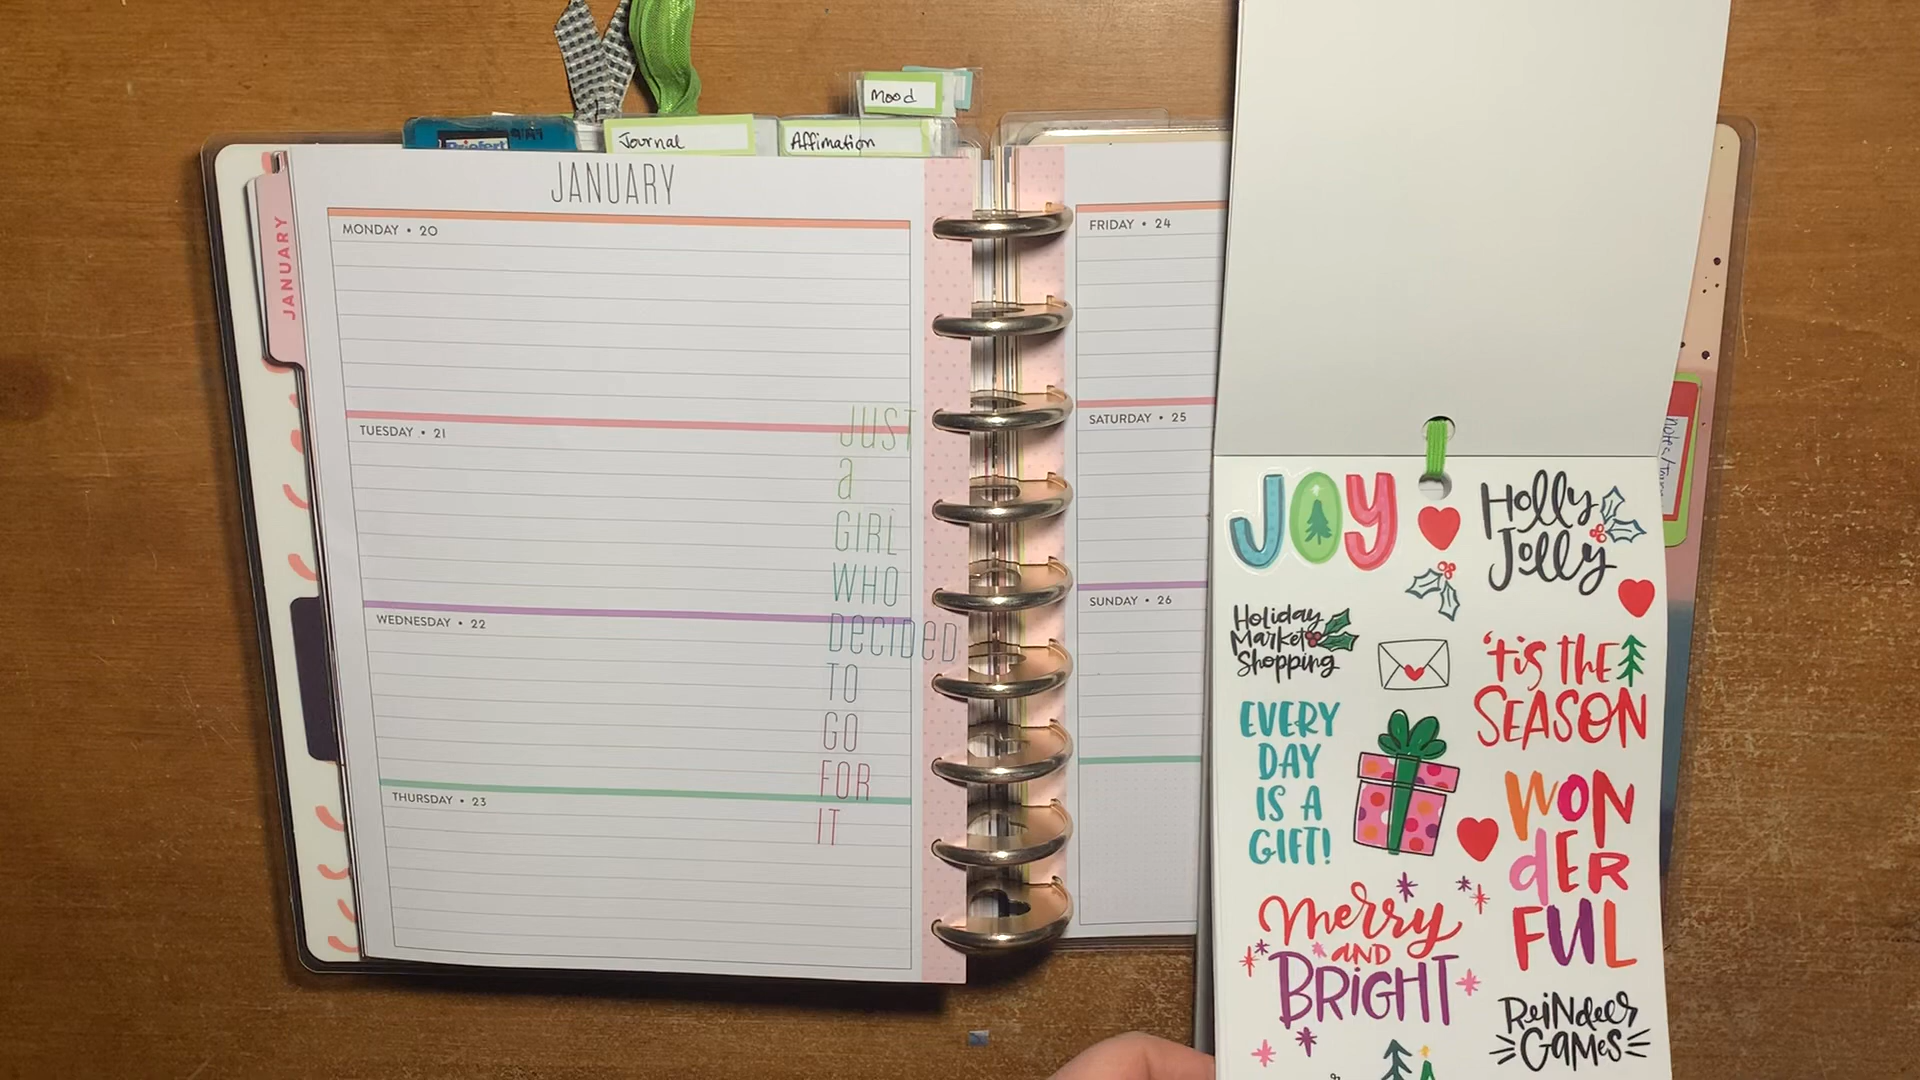 Mood
Journal
Affimation
JANUARY
JANUARY
MONDAY • 20
TUESDAY • 21
WEDNESDAY • 22
THURSDAY • 23
JUST
a
GIRL
WHO
DECIDED
TO
GO
FOR
IT
FRIDAY • 24
SATURDAY • 25
SUNDAY • 26
JOY
Holly
Jolly
Holiday
Market
Shopping
'tis thE
SEASON
EVERY
DAY
IS A
GIFT!
WON
dER
FUL
merry
AND
BRiGHT
ReiNdeer
GaMes